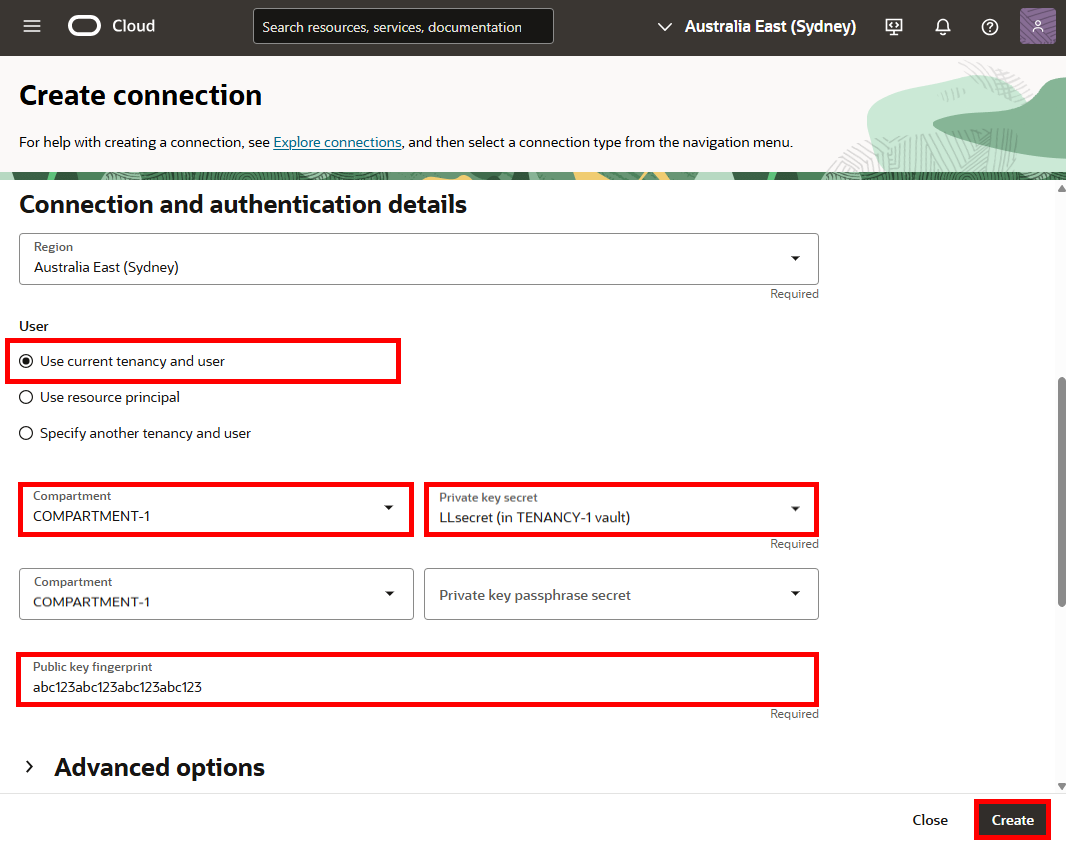 Cloud
Search resources, services, documentation
Australia East (Sydney)
Create connection
For help with creating a connection, see Explore connections, and then select a connection type from the navigation menu.
Connection and authentication details
Region
Australia East (Sydney)
Required
User
Use current tenancy and user
Use resource principal
Specify another tenancy and user
Compartment
COMPARTMENT-1
Private key secret
LLsecret (in TENANCY-1 vault)
Required
Compartment
COMPARTMENT-1
Private key passphrase secret
Public key fingerprint
abc123abc123abc123abc123
Required
Advanced options
Close
Create